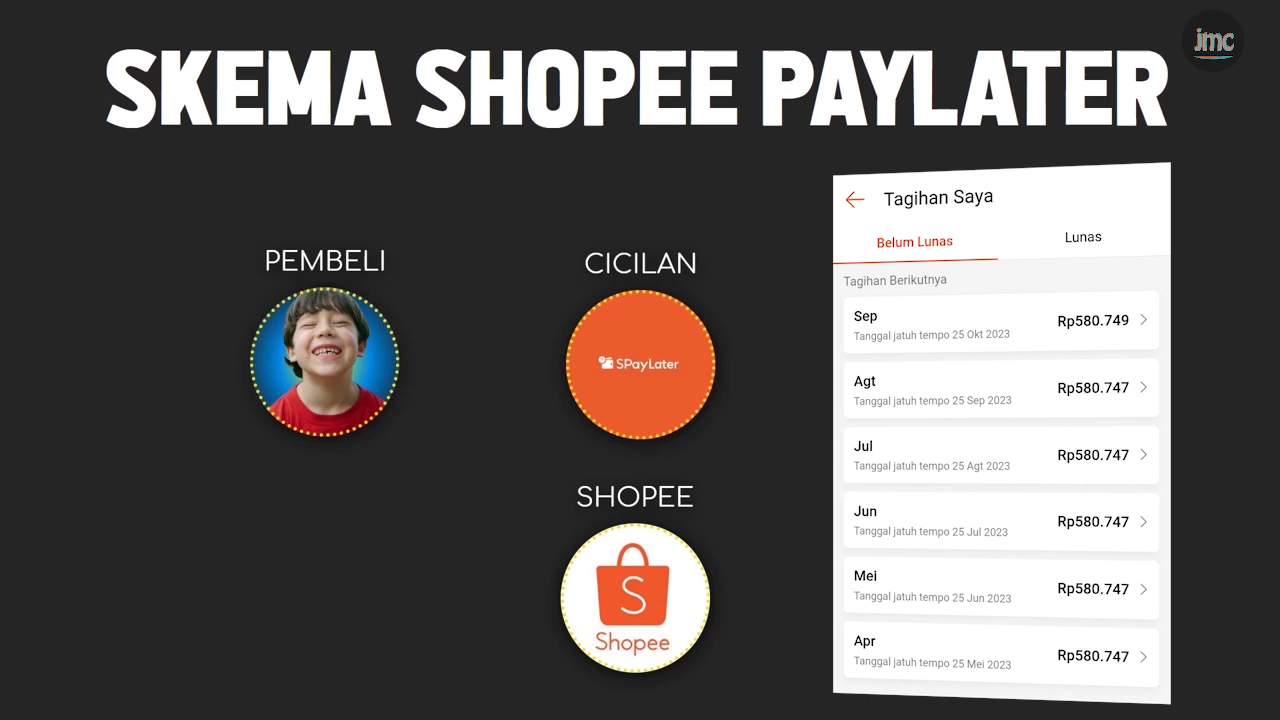 jmc
SKEMA SHOPEE PAYLATER
PEMBELI
CICILAN
SPayLater
SHOPEE
S
Shopee
Tagihan Saya
Belum Lunas
Lunas
Tagihan Berikutnya
Sep
Rp580.749
Tanggal jatuh tempo 25 Okt 2023
Agt
Rp580.747
Tanggal jatuh tempo 25 Sep 2023
Jul
Rp580.747
Tanggal jatuh tempo 25 Agt 2023
Jun
Rp580.747
Tanggal jatuh tempo 25 Jul 2023
Mei
Rp580.747
Tanggal jatuh tempo 25 Jun 2023
Apr
Rp580.747
Tanggal jatuh tempo 25 Mei 2023